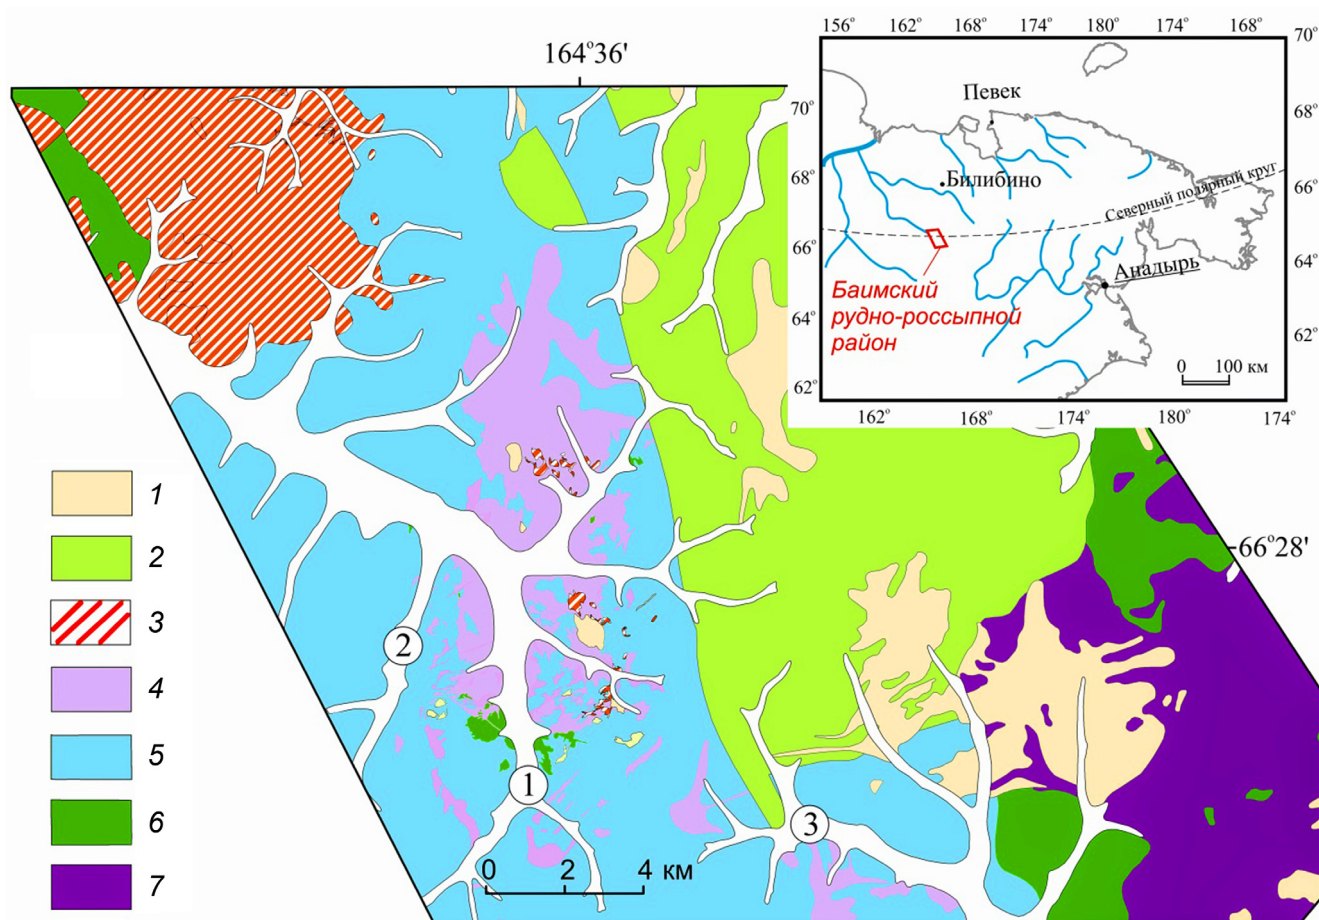 164°36'
156° 162° 168° 174° 180° 174° 168°
70°
70°
Певек
68°
68°
Билибино
Северный полярный круг
66°
66°
64°
Анадырь
64°
Баимский
рудно-россыпной
район
62°
62°
0 100 км
162° 168° 174° 180° 174°
1
2
66°28'
3
4
2
5
1
6
3
0 2 4 км
7